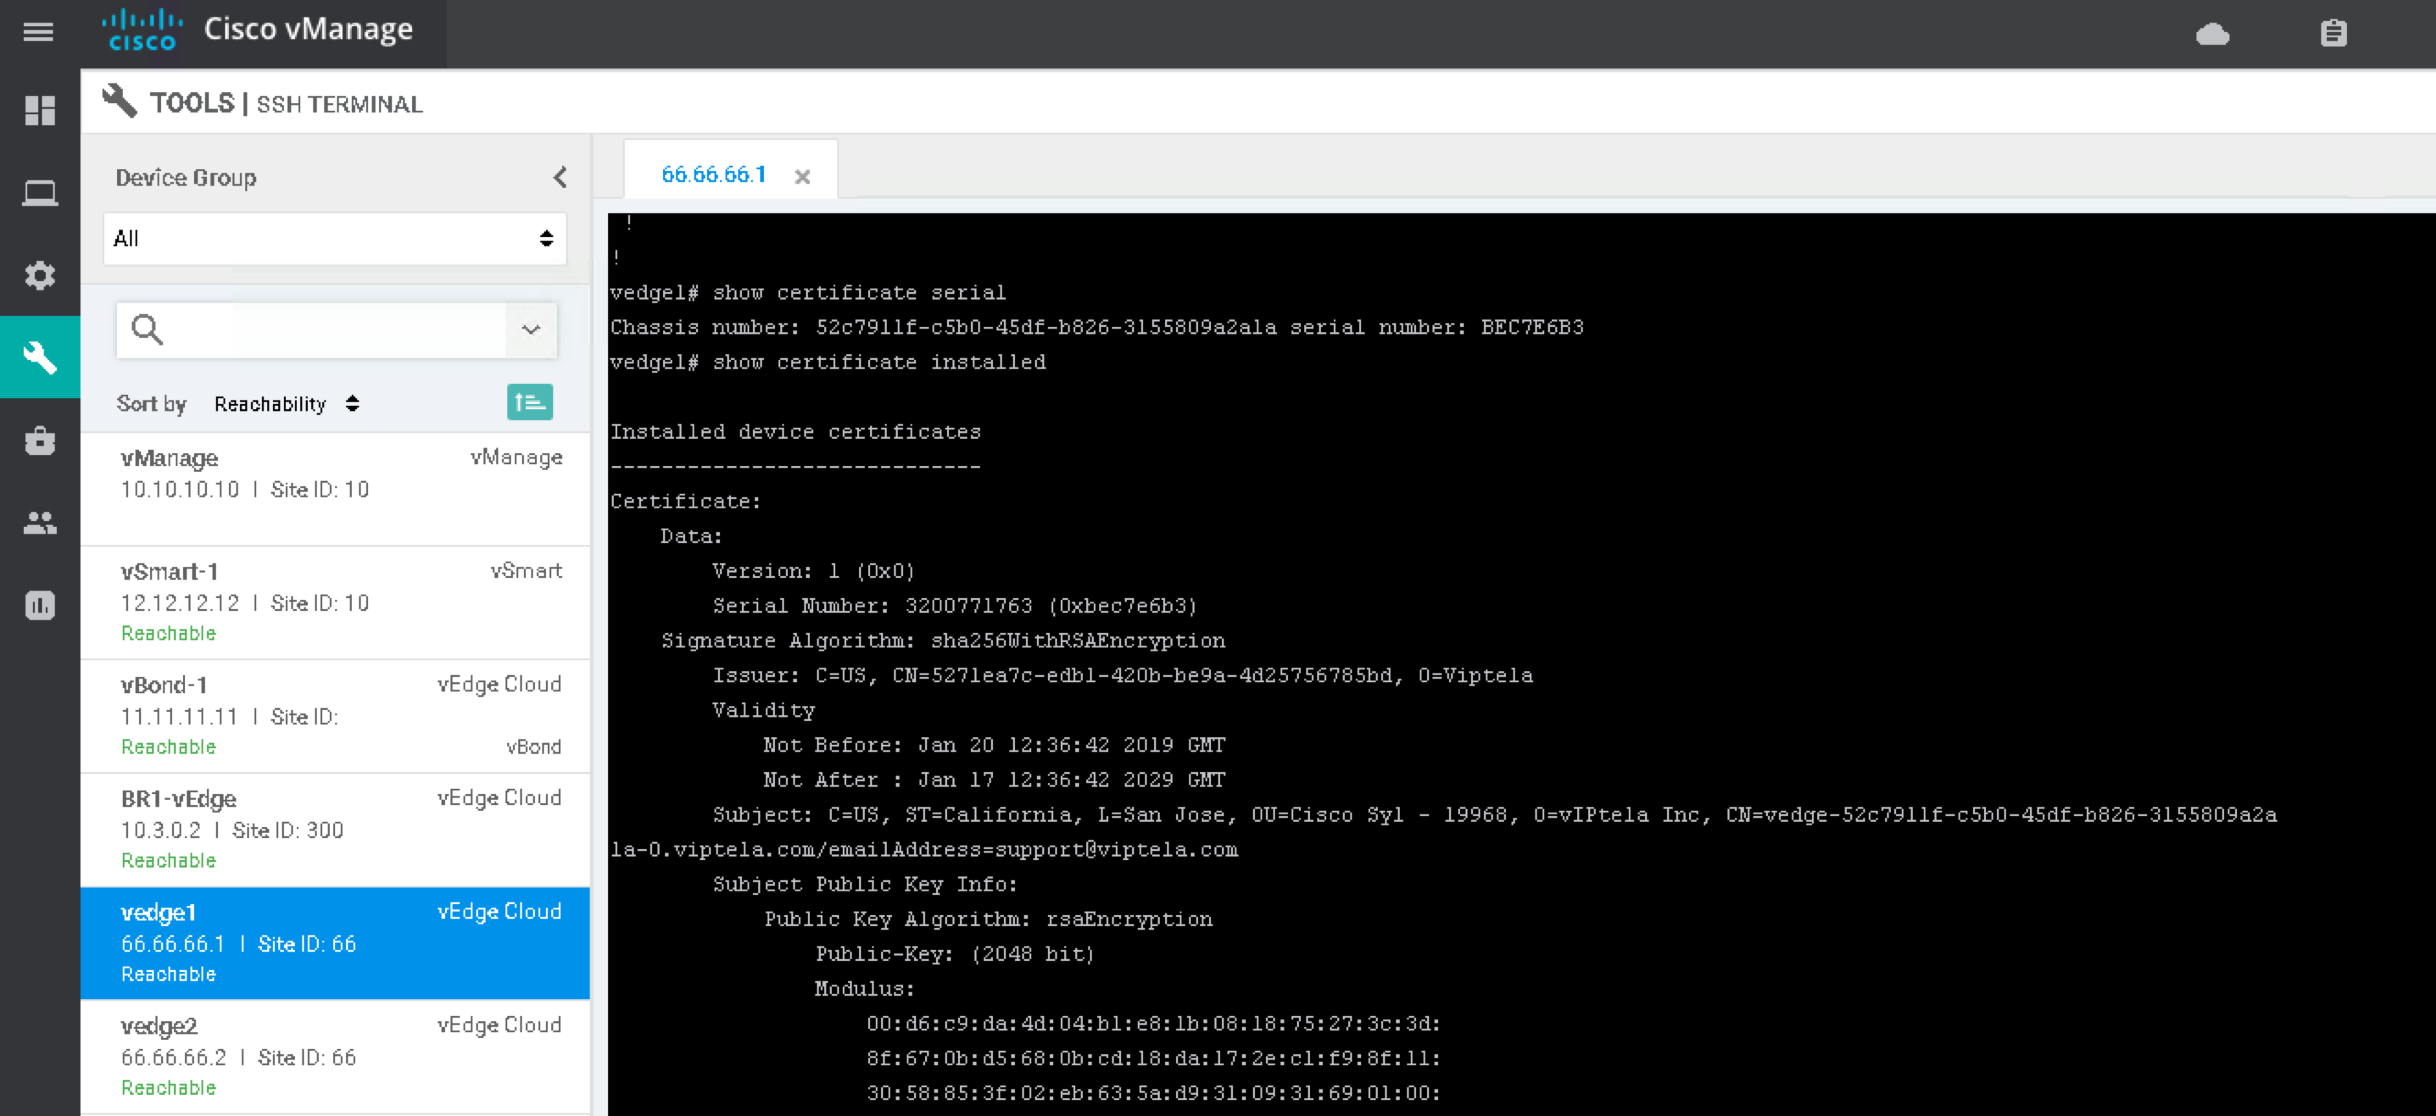 cisco Cisco vManage
TOOLS | SSH TERMINAL
Device Group
All
Sort by Reachability
vManage vManage
10.10.10.10 | Site ID: 10
vSmart-1 vSmart
12.12.12.12 | Site ID: 10
Reachable
vBond-1 vEdge Cloud
11.11.11.11 | Site ID:
Reachable vBond
BR1-vEdge vEdge Cloud
10.3.0.2 | Site ID: 300
Reachable
vedge1 vEdge Cloud
66.66.66.1 | Site ID: 66
Reachable
vedge2 vEdge Cloud
66.66.66.2 | Site ID: 66
Reachable
66.66.66.1 ×
!
!
vedge1# show certificate serial
Chassis number: 52c7911f-c5b0-45df-b826-3155809a2a1a serial number: BEC7E6B3
vedge1# show certificate installed
Installed device certificates
-----------------------------
Certificate:
Data:
Version: 1 (0x0)
Serial Number: 3200771763 (0xbec7e6b3)
Signature Algorithm: sha256WithRSAEncryption
Issuer: C=US, CN=5271ea7c-edb1-420b-be9a-4d25756785bd, O=Viptela
Validity
Not Before: Jan 20 12:36:42 2019 GMT
Not After : Jan 17 12:36:42 2029 GMT
Subject: C=US, ST=California, L=San Jose, OU=Cisco Sy1 - 19968, O=vIPtela Inc, CN=vedge-52c7911f-c5b0-45df-b826-3155809a2a
1a-0.viptela.com/emailAddress=support@viptela.com
Subject Public Key Info:
Public Key Algorithm: rsaEncryption
Public-Key: (2048 bit)
Modulus:
00:d6:c9:da:4d:04:b1:e8:1b:08:18:75:27:3c:3d:
8f:67:0b:d5:68:0b:cd:18:da:17:2e:c1:f9:8f:11:
30:58:85:3f:02:eb:63:5a:d9:31:09:31:69:01:00: